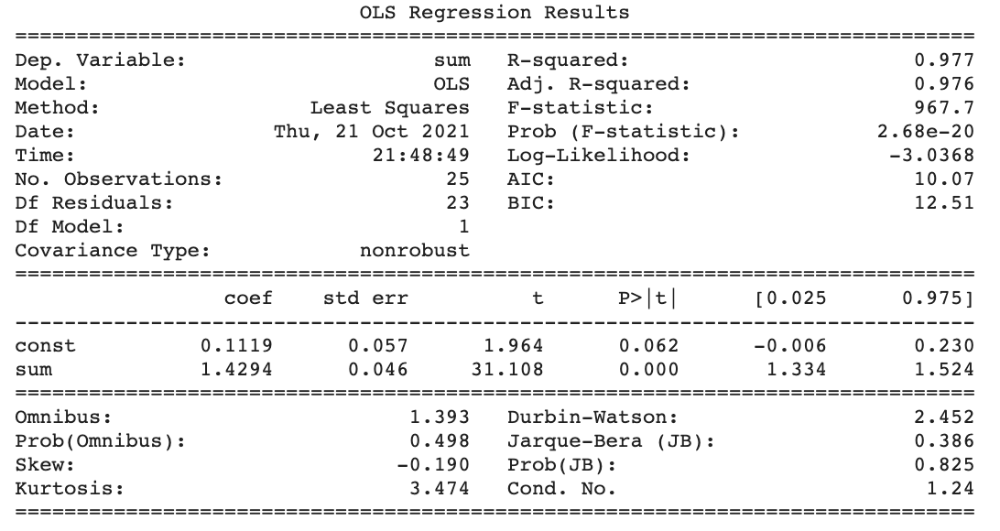 OLS Regression Results
==============================================================================
Dep. Variable:                    sum   R-squared:                       0.977
Model:                            OLS   Adj. R-squared:                  0.976
Method:                 Least Squares   F-statistic:                     967.7
Date:                Thu, 21 Oct 2021   Prob (F-statistic):           2.68e-20
Time:                        21:48:49   Log-Likelihood:                -3.0368
No. Observations:                  25   AIC:                             10.07
Df Residuals:                      23   BIC:                             12.51
Df Model:                           1
Covariance Type:            nonrobust
==============================================================================
                 coef    std err          t      P>|t|      [0.025      0.975]
------------------------------------------------------------------------------
const          0.1119      0.057      1.964      0.062      -0.006       0.230
sum            1.4294      0.046     31.108      0.000       1.334       1.524
==============================================================================
Omnibus:                        1.393   Durbin-Watson:                   2.452
Prob(Omnibus):                  0.498   Jarque-Bera (JB):                0.386
Skew:                          -0.190   Prob(JB):                        0.825
Kurtosis:                       3.474   Cond. No.                         1.24
==============================================================================